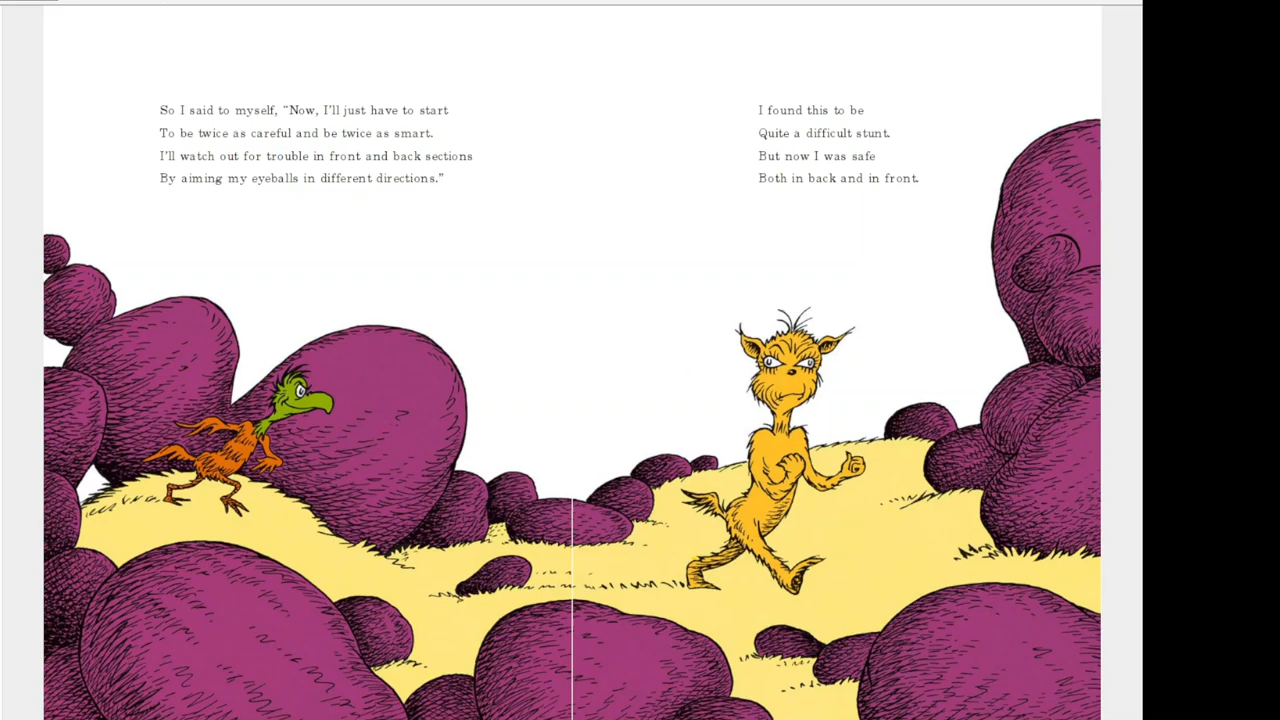 So I said to myself, “Now, I’ll just have to start
To be twice as careful and be twice as smart.
I’ll watch out for trouble in front and back sections
By aiming my eyeballs in different directions.”
I found this to be
Quite a difficult stunt.
But now I was safe
Both in back and in front.